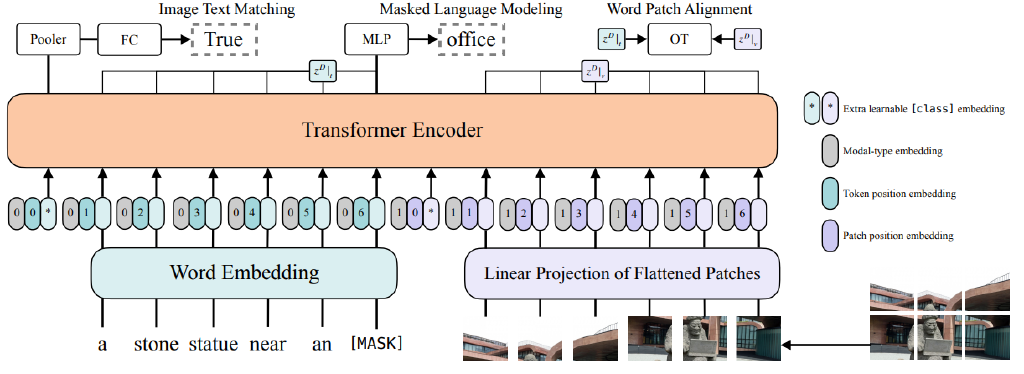 Image Text Matching
Masked Language Modeling
Word Patch Alignment
Pooler
FC
True
MLP
office
z^D|_t
OT
z^D|_v
z^D|_t
z^D|_v
Transformer Encoder
* * Extra learnable [class] embedding
Modal-type embedding
Token position embedding
Patch position embedding
0 0 * 0 1 0 2 0 3 0 4 0 5 0 6 1 0 * 1 1 1 2 1 3 1 4 1 5 1 6
Word Embedding
Linear Projection of Flattened Patches
a stone statue near an [MASK]